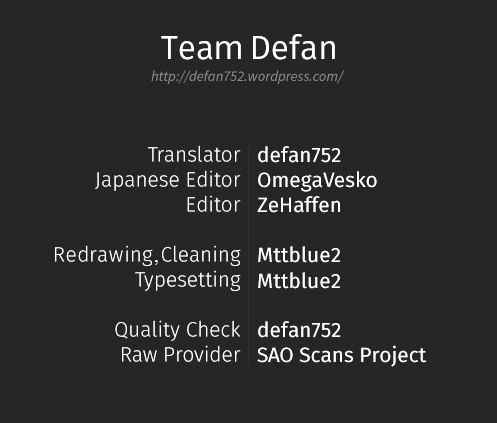 Team Defan
http://defan752.wordpress.com/
Translator defan752
Japanese Editor OmegaVesko
Editor ZeHaffen
Redrawing,Cleaning Mttblue2
Typesetting Mttblue2
Quality Check defan752
Raw Provider SAO Scans Project